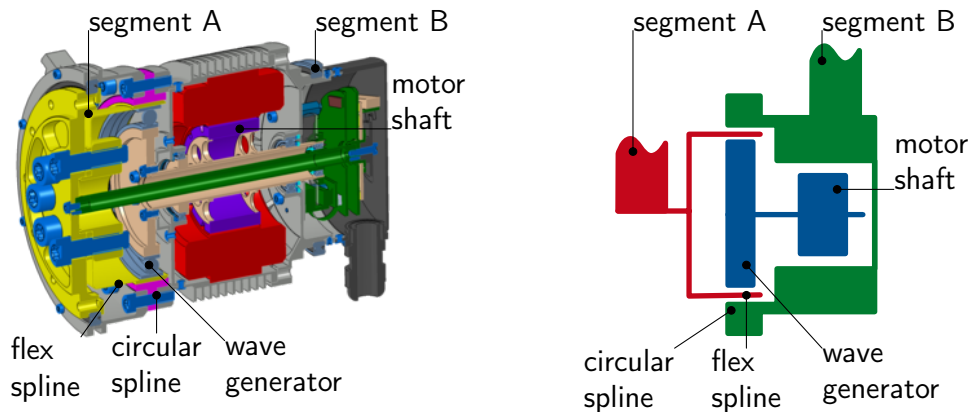 segment A
segment B
motor
shaft
flex
spline
circular
spline
wave
generator
segment B
segment A
motor
shaft
circular
spline
flex
spline
wave
generator